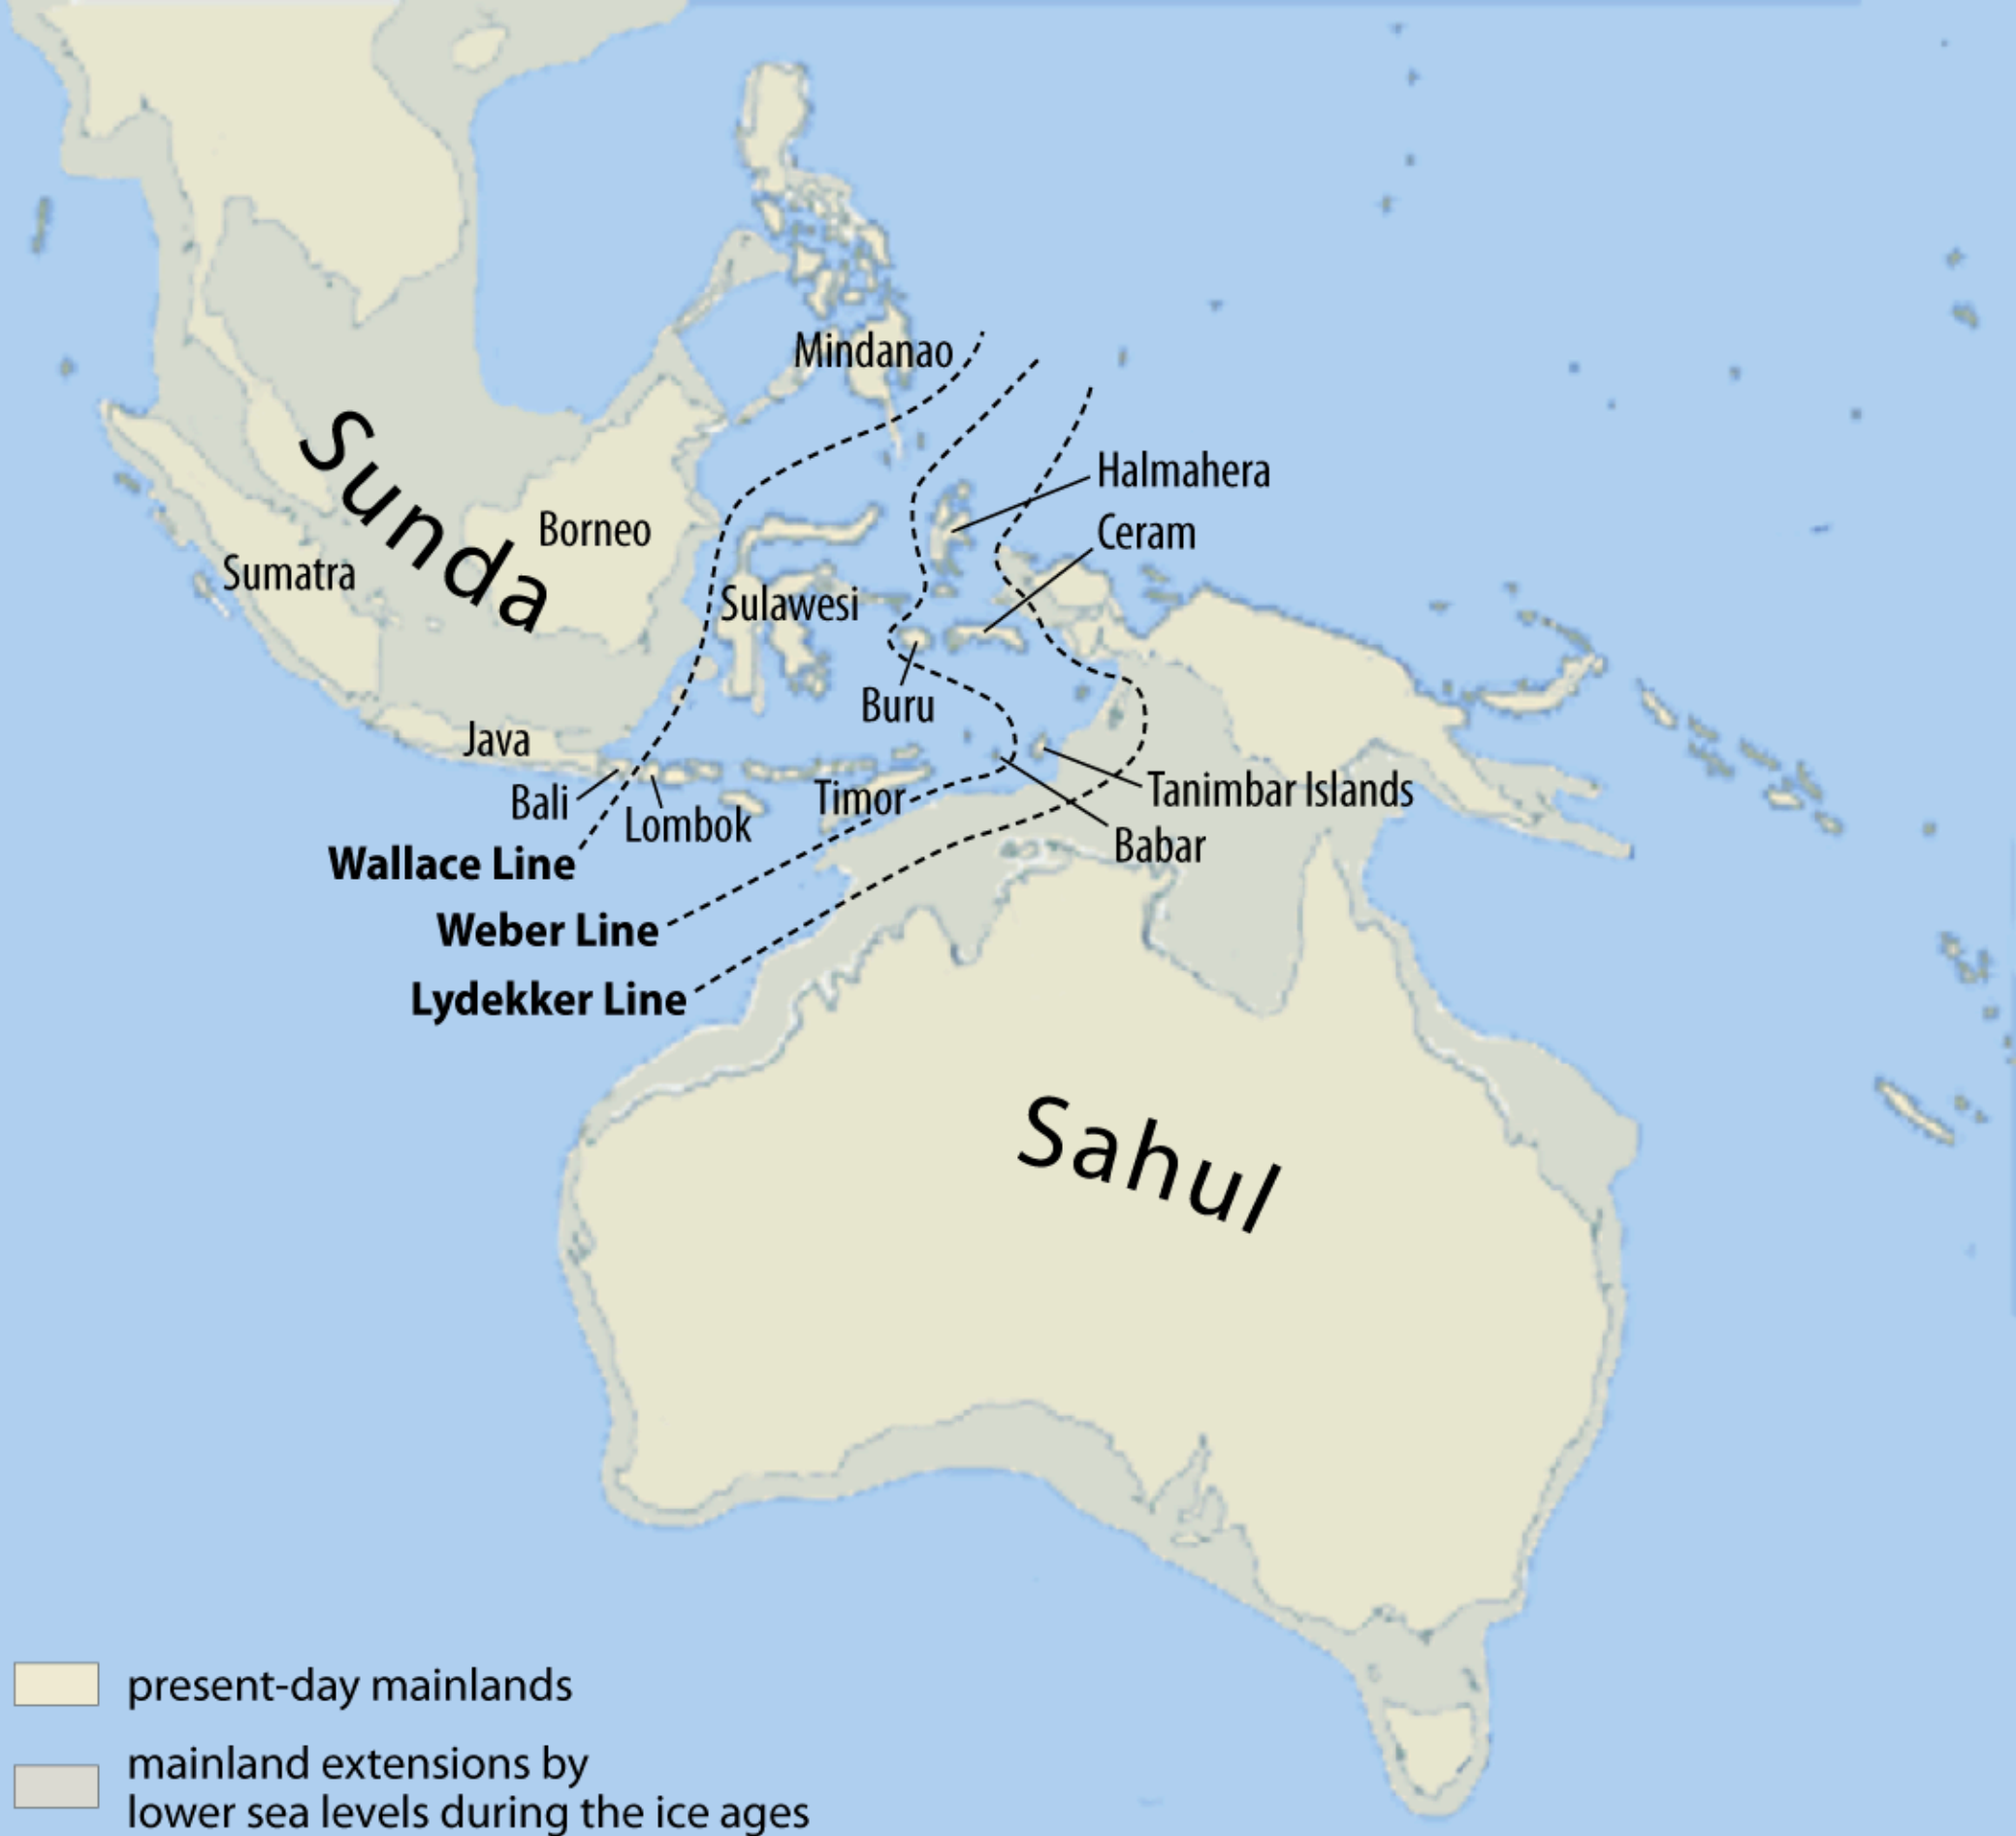 Mindanao
Halmahera
Ceram
Sunda
Borneo
Sumatra
Sulawesi
Buru
Java
Bali
Lombok
Timor
Tanimbar Islands
Babar
Wallace Line
Weber Line
Lydekker Line
Sahul
present-day mainlands
mainland extensions by
lower sea levels during the ice ages